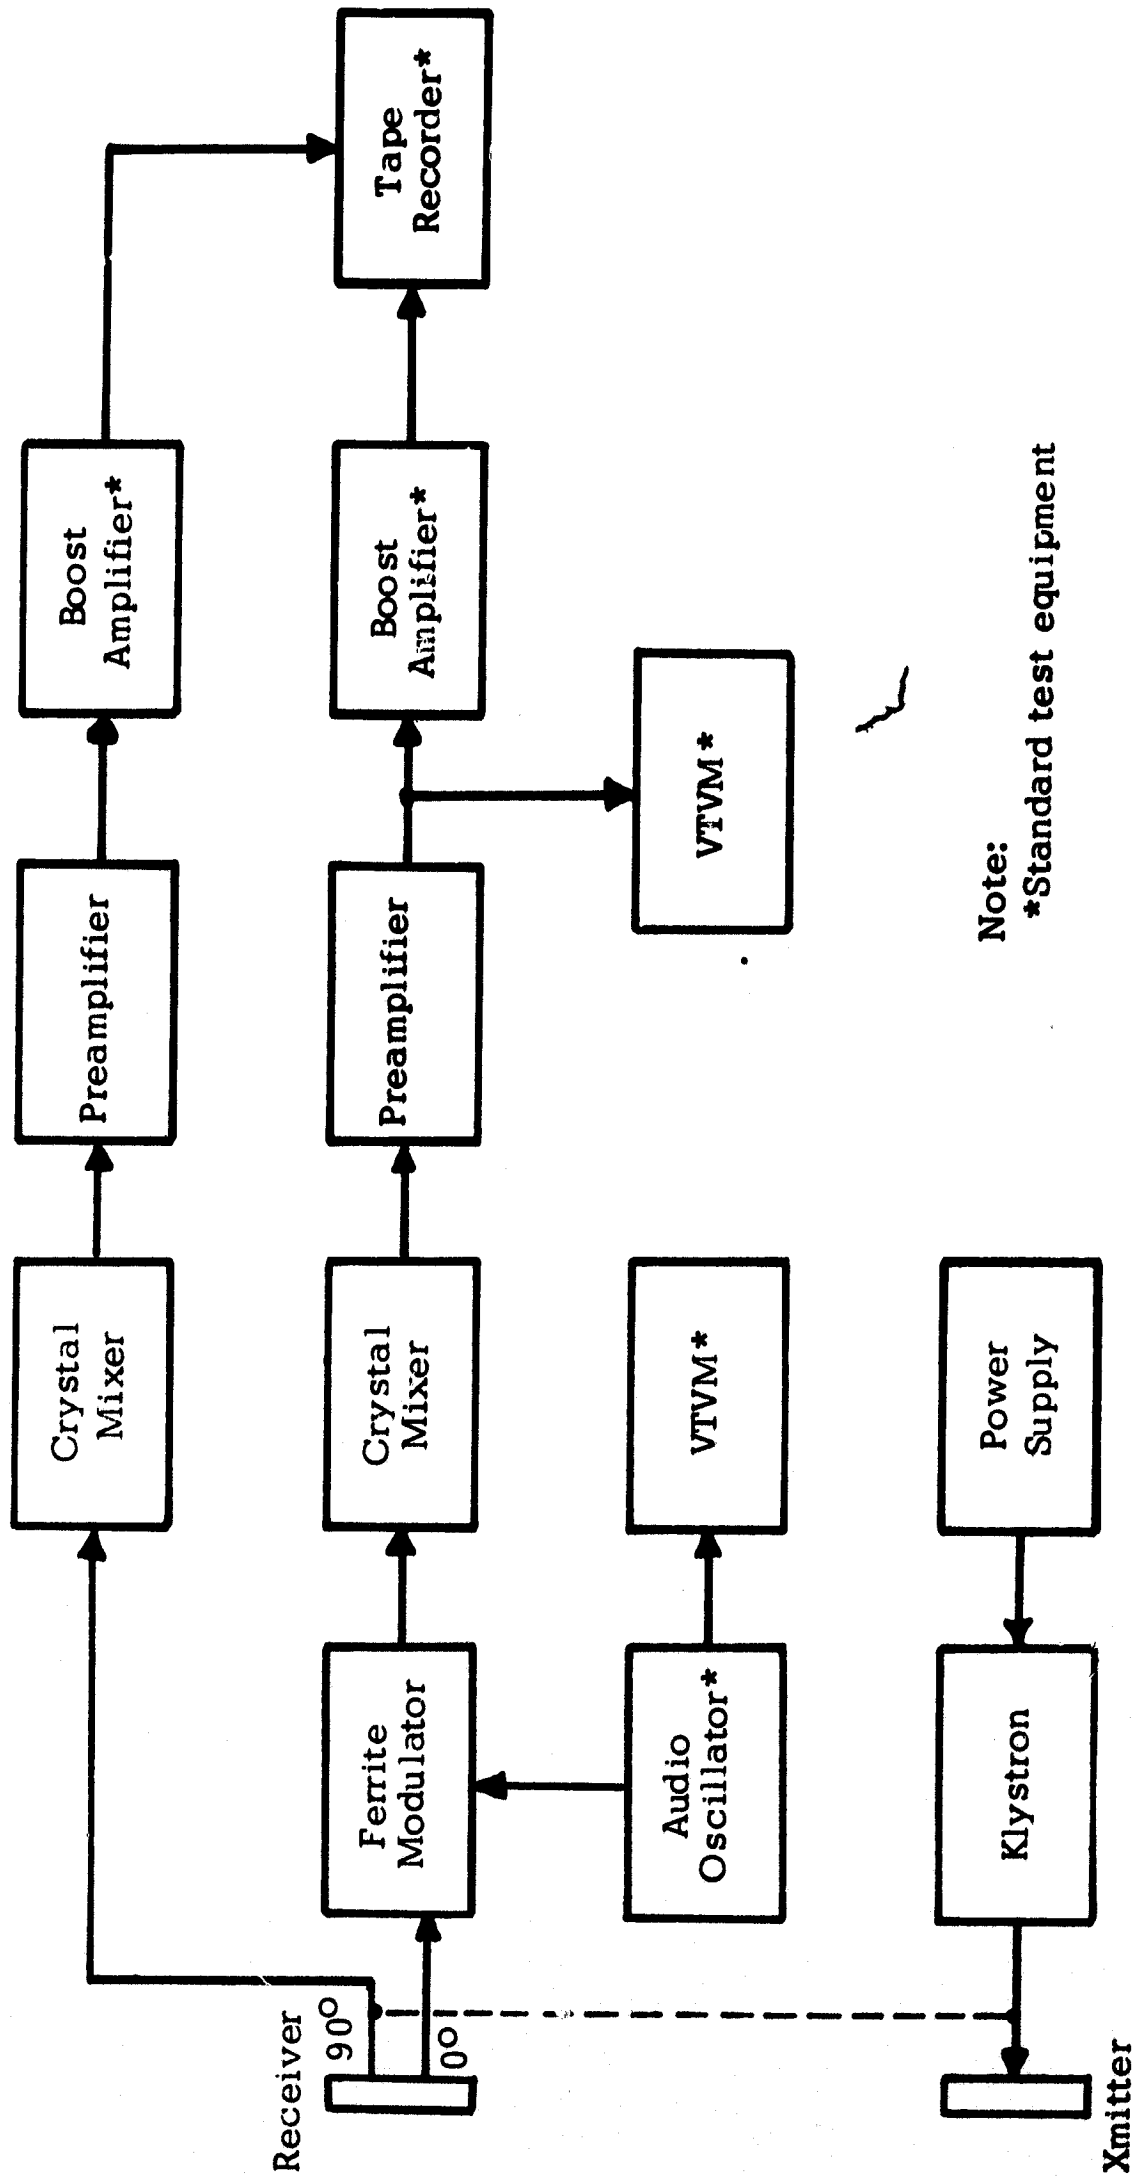 Receiver
90°
0°
Crystal
Mixer
Preamplifier
Boost
Amplifier*
Tape
Recorder*
Ferrite
Modulator
Crystal
Mixer
Preamplifier
Boost
Amplifier*
Audio
Oscillator*
VTVM*
VTVM*
Xmitter
Klystron
Power
Supply
Note:
*Standard test equipment